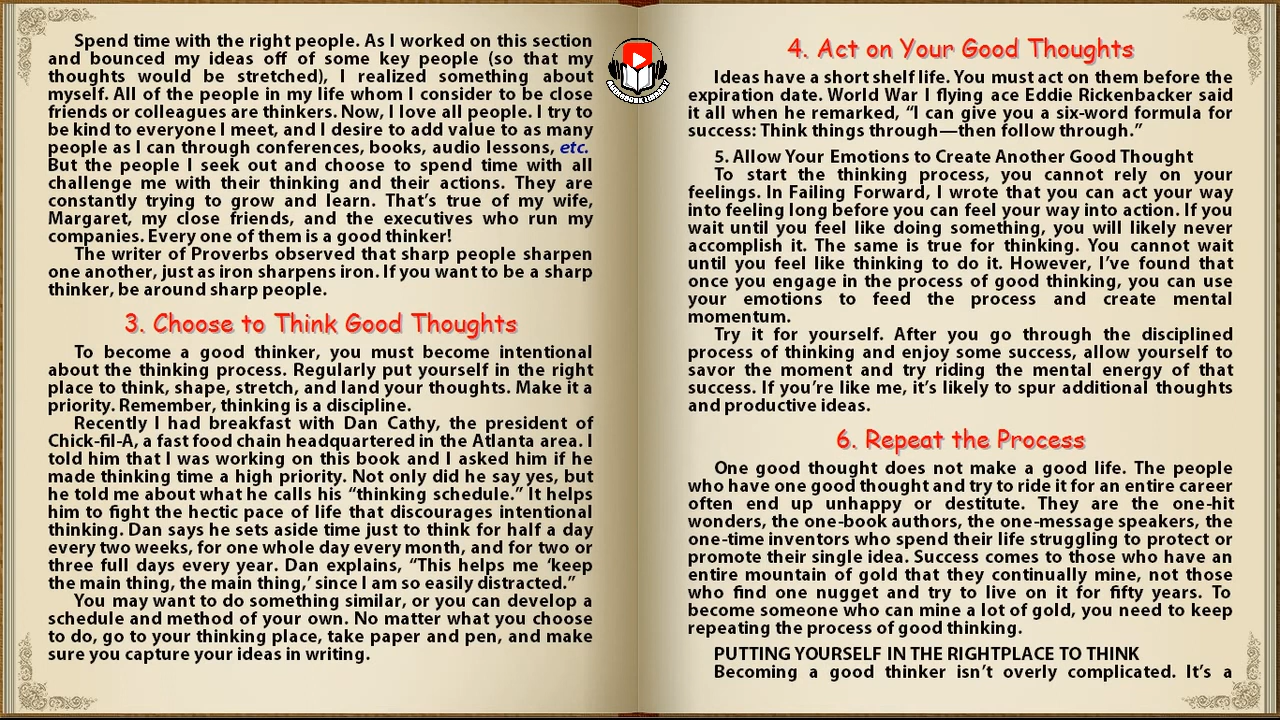 Spend time with the right people. As I worked on this section
and bounced my ideas off of some key people (so that my
thoughts would be stretched), I realized something about
myself. All of the people in my life whom I consider to be close
friends or colleagues are thinkers. Now, I love all people. I try to
be kind to everyone I meet, and I desire to add value to as many
people as I can through conferences, books, audio lessons, etc.
But the people I seek out and choose to spend time with all
challenge me with their thinking and their actions. They are
constantly trying to grow and learn. That’s true of my wife,
Margaret, my close friends, and the executives who run my
companies. Every one of them is a good thinker!
The writer of Proverbs observed that sharp people sharpen
one another, just as iron sharpens iron. If you want to be a sharp
thinker, be around sharp people.
3. Choose to Think Good Thoughts
To become a good thinker, you must become intentional
about the thinking process. Regularly put yourself in the right
place to think, shape, stretch, and land your thoughts. Make it a
priority. Remember, thinking is a discipline.
Recently I had breakfast with Dan Cathy, the president of
Chick-fil-A, a fast food chain headquartered in the Atlanta area. I
told him that I was working on this book and I asked him if he
made thinking time a high priority. Not only did he say yes, but
he told me about what he calls his “thinking schedule.” It helps
him to fight the hectic pace of life that discourages intentional
thinking. Dan says he sets aside time just to think for half a day
every two weeks, for one whole day every month, and for two or
three full days every year. Dan explains, “This helps me ‘keep
the main thing, the main thing,’ since I am so easily distracted.”
You may want to do something similar, or you can develop a
schedule and method of your own. No matter what you choose
to do, go to your thinking place, take paper and pen, and make
sure you capture your ideas in writing.
AUDIOBOOK LIBRARY
4. Act on Your Good Thoughts
Ideas have a short shelf life. You must act on them before the
expiration date. World War I flying ace Eddie Rickenbacker said
it all when he remarked, “I can give you a six-word formula for
success: Think things through—then follow through.”
5. Allow Your Emotions to Create Another Good Thought
To start the thinking process, you cannot rely on your
feelings. In Failing Forward, I wrote that you can act your way
into feeling long before you can feel your way into action. If you
wait until you feel like doing something, you will likely never
accomplish it. The same is true for thinking. You cannot wait
until you feel like thinking to do it. However, I’ve found that
once you engage in the process of good thinking, you can use
your emotions to feed the process and create mental
momentum.
Try it for yourself. After you go through the disciplined
process of thinking and enjoy some success, allow yourself to
savor the moment and try riding the mental energy of that
success. If you’re like me, it’s likely to spur additional thoughts
and productive ideas.
6. Repeat the Process
One good thought does not make a good life. The people
who have one good thought and try to ride it for an entire career
often end up unhappy or destitute. They are the one-hit
wonders, the one-book authors, the one-message speakers, the
one-time inventors who spend their life struggling to protect or
promote their single idea. Success comes to those who have an
entire mountain of gold that they continually mine, not those
who find one nugget and try to live on it for fifty years. To
become someone who can mine a lot of gold, you need to keep
repeating the process of good thinking.
PUTTING YOURSELF IN THE RIGHTPLACE TO THINK
Becoming a good thinker isn’t overly complicated. It’s a